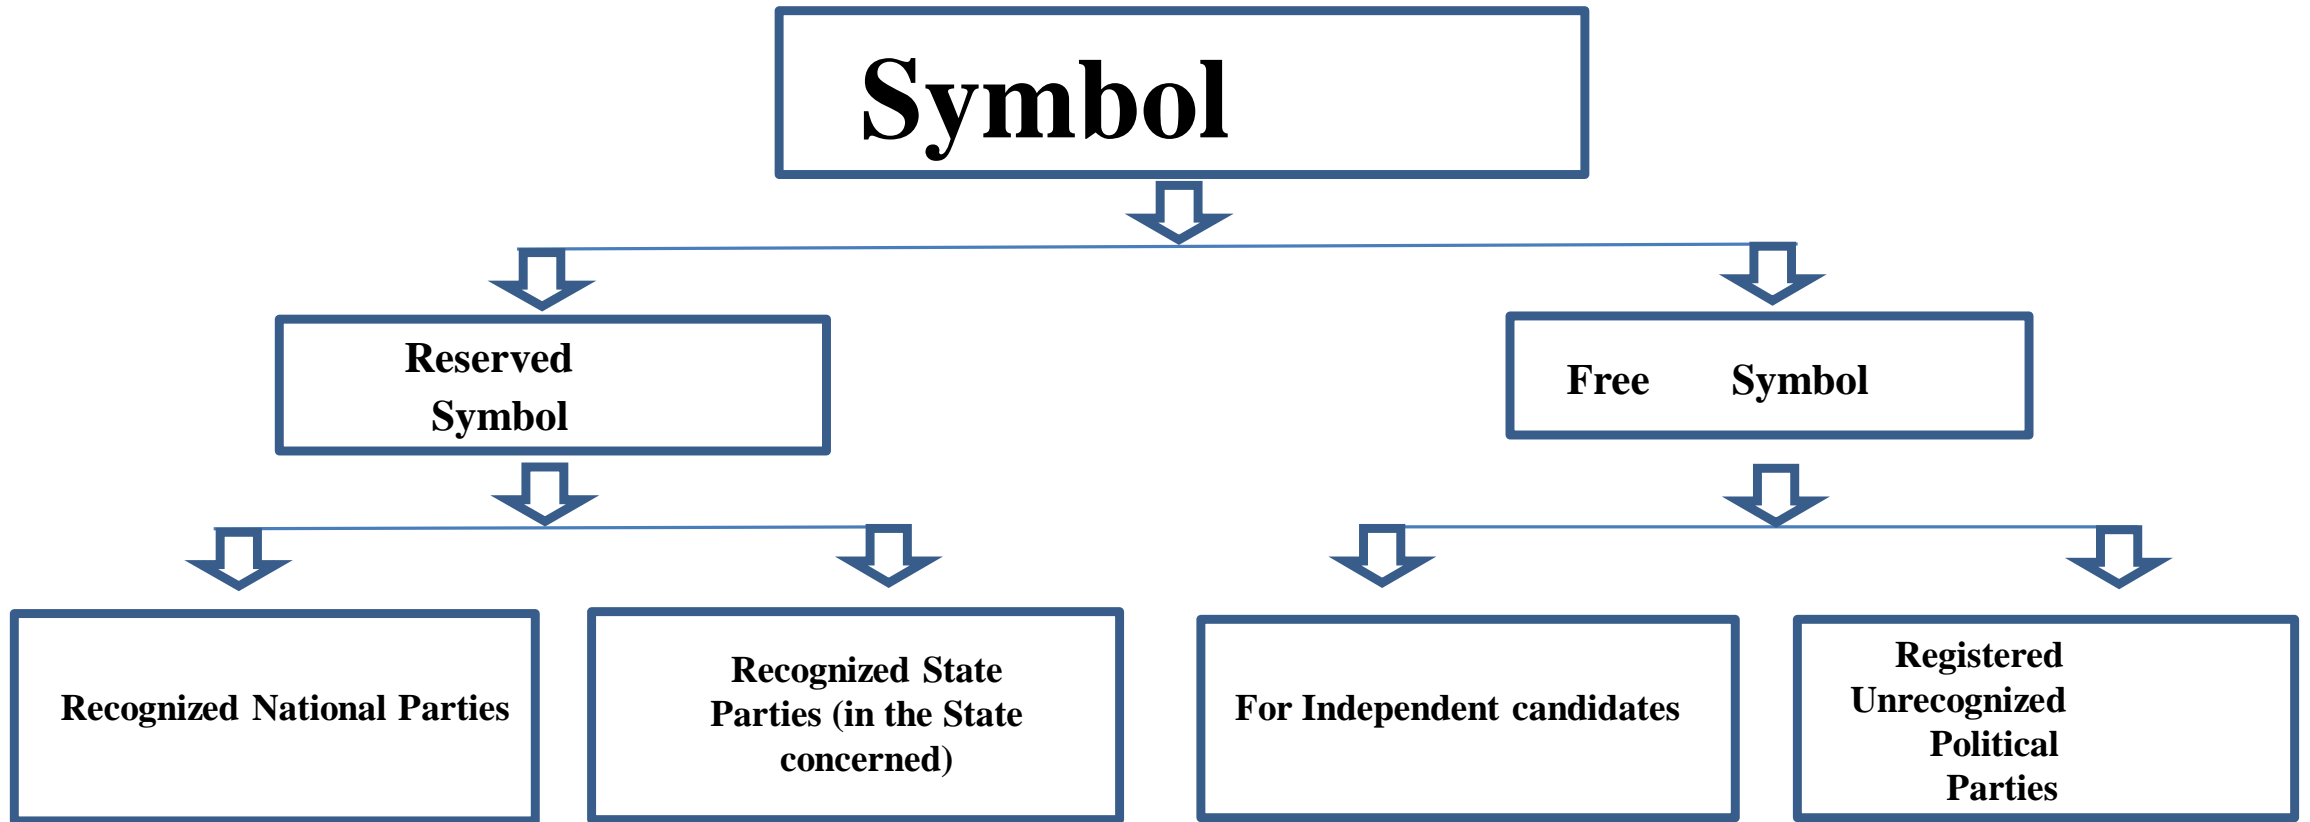 Symbol
Reserved
Symbol
Free Symbol
Recognized National Parties
Recognized State
Parties (in the State
concerned)
For Independent candidates
Registered
Unrecognized
Political
Parties